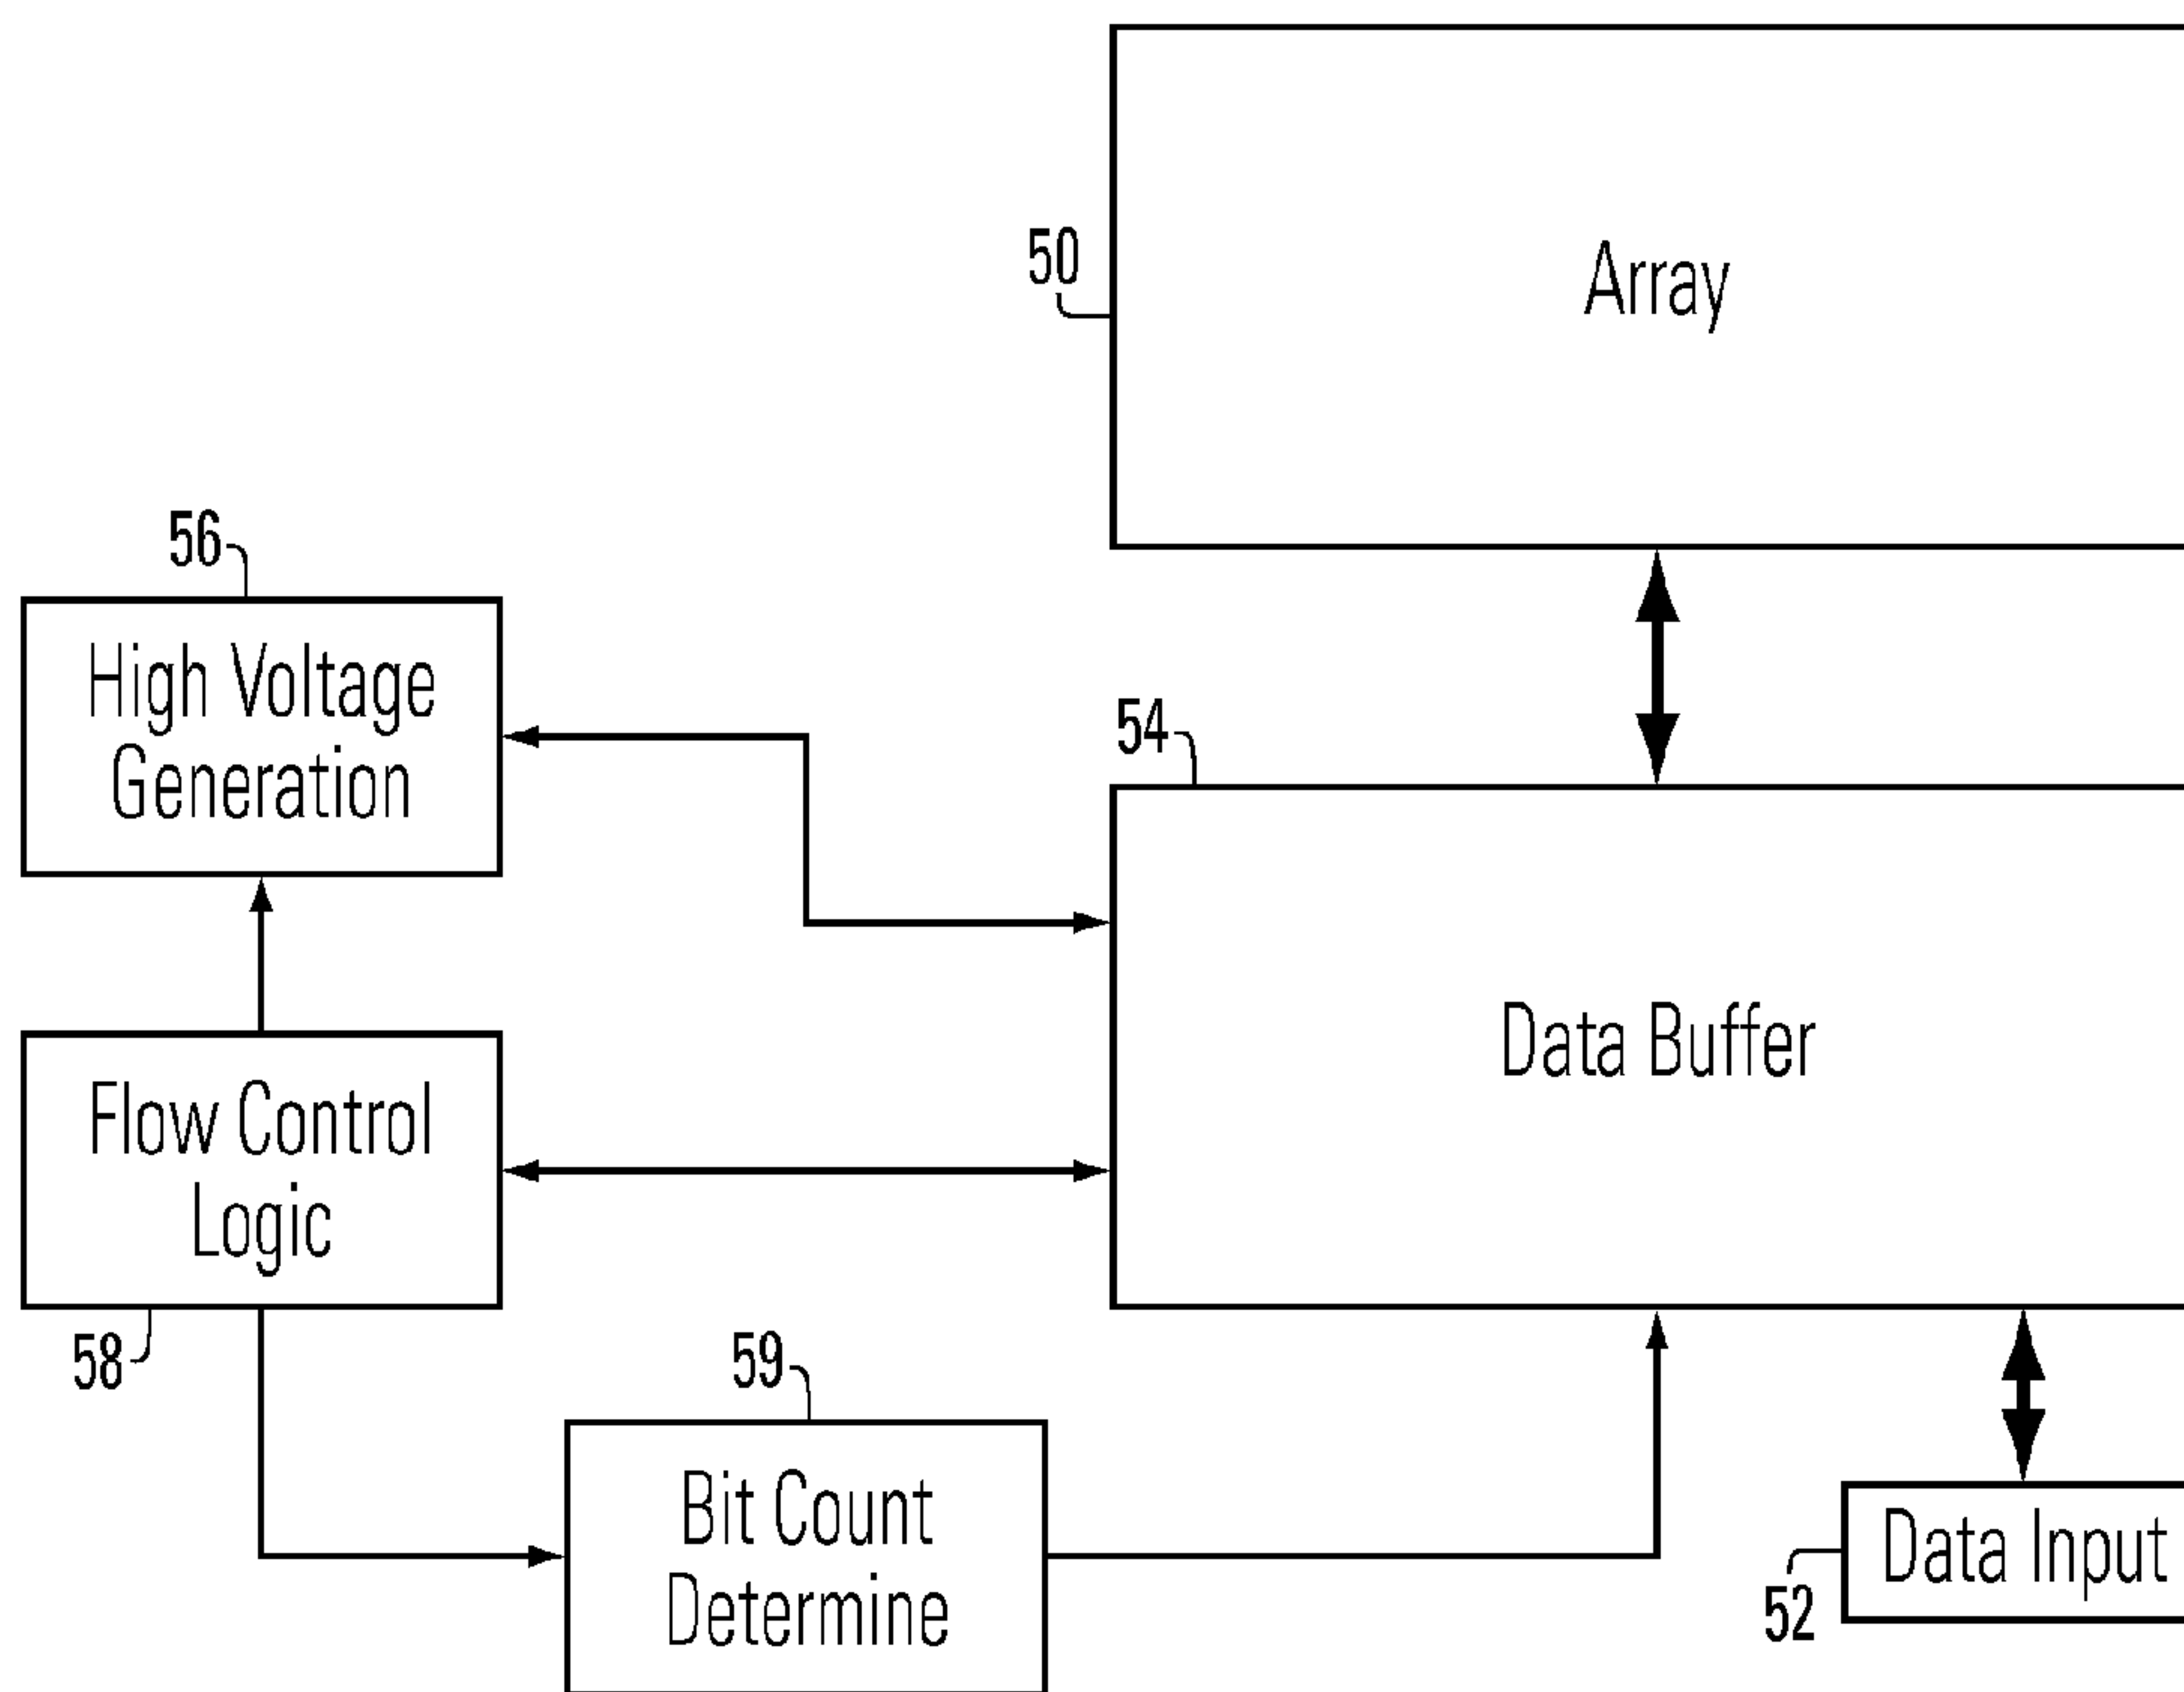 50
Array
56
High Voltage
Generation
54
Data Buffer
Flow Control
Logic
58
59
Bit Count
Determine
Data Input
52